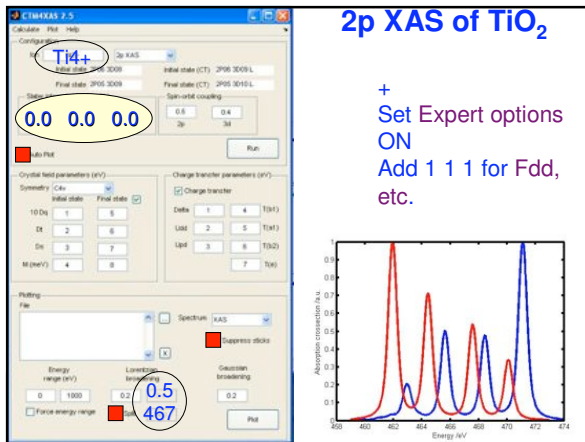 CTM4XAS 2.5
Calculate Plot Help
Configuration
Ion Ti4+ 2p XAS
Initial state 2P06 3D00 Initial state (CT) 2P06 3D09 L
Final state 2P05 3D09 Final state (CT) 2P05 3D10 L
Slater Spin-orbit coupling
0.0 0.0 0.0 0.5 0.4
2p 3d
Auto Plot Run
Crystal field parameters (eV) Charge transfer parameters (eV)
Symmetry C4v Charge transfer
Initial state Final state
10 Dq 1 5 Delta 1 4 T(b1)
Dt 2 6 Udd 2 5 T(a1)
Ds 3 7 Upd 3 6 T(b2)
M (meV) 4 8 7 T(e)
Plotting
File
... Spectrum XAS
Suppress sticks
X
Energy range (eV) Lorentzian broadening Gaussian broadening
0 1000 0.2 0.5 0.2
Force energy range Split 467 Plot
2p XAS of TiO2
+
Set Expert options
ON
Add 1 1 1 for Fdd,
etc.
Absorption crossection /a.u.
1
0.9
0.8
0.7
0.6
0.5
0.4
0.3
0.2
0.1
0
458 460 462 464 466 468 470 472 474
Energy /eV